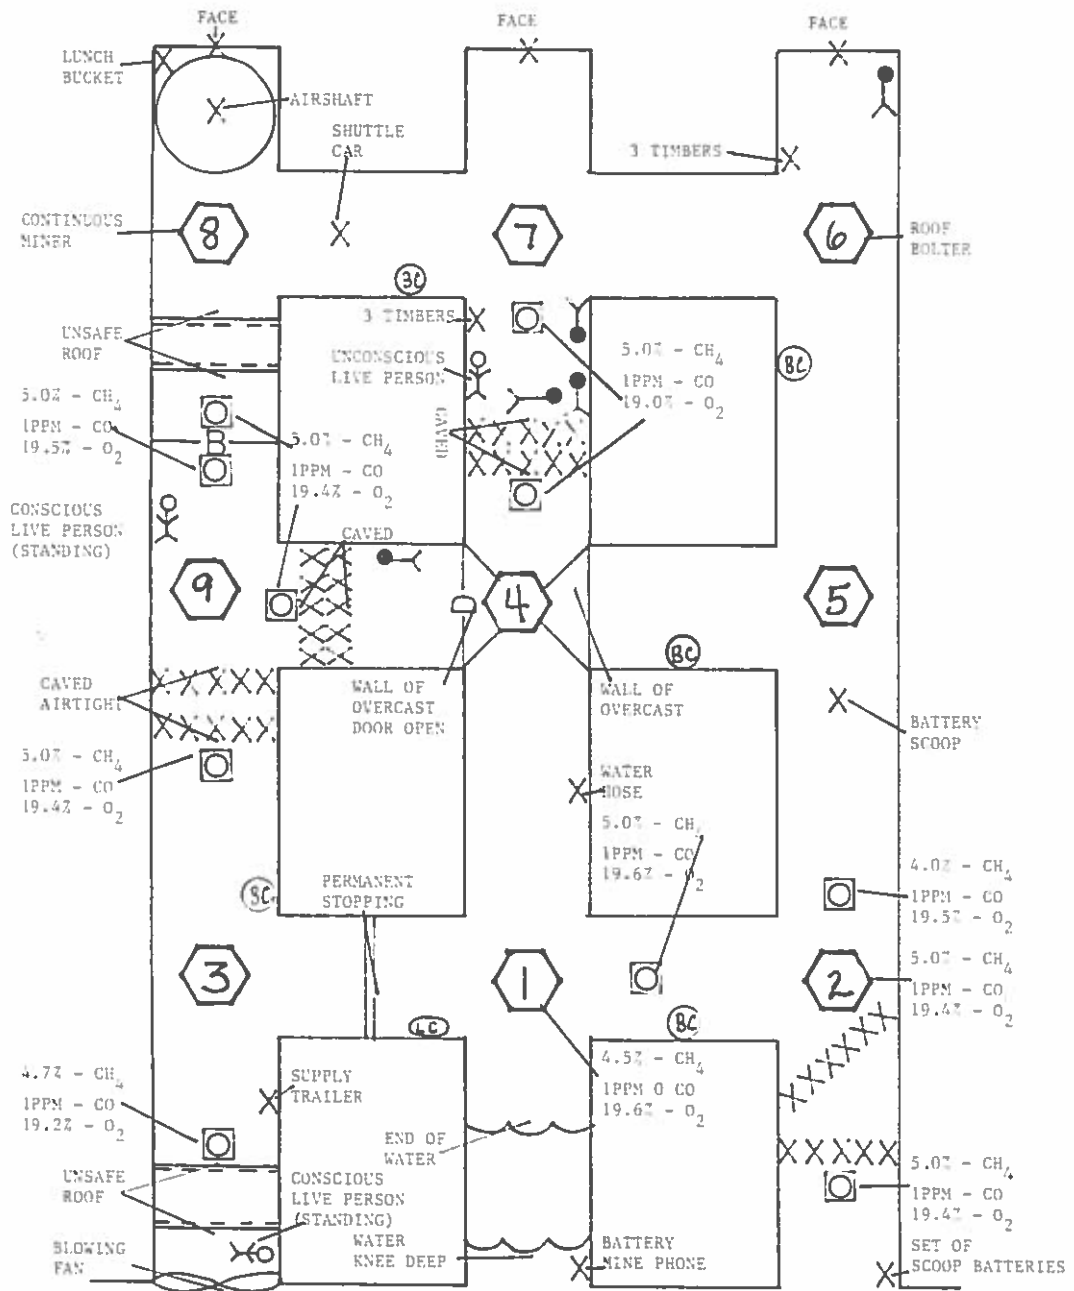 FACE
FACE
FACE
LUNCH
BUCKET
AIRSHAFT
SHUTTLE
CAR
3 TIMBERS
CONTINUOUS
MINER
8
7
6
ROOF
BOLTER
BC
3 TIMBERS
UNSAFE
ROOF
UNCONSCIOUS
LIVE PERSON
5.0% - CH4
1PPM - CO
19.0% - O2
BC
5.0% - CH4
1PPM - CO
19.5% - O2
B
5.0% - CH4
1PPM - CO
19.4% - O2
CAVED
CONSCIOUS
LIVE PERSON
(STANDING)
CAVED
9
D
4
5
CAVED
AIRTIGHT
WALL OF
OVERCAST
DOOR OPEN
BC
WALL OF
OVERCAST
BATTERY
SCOOP
5.0% - CH4
1PPM - CO
19.4% - O2
WATER
HOSE
5.0% - CH4
1PPM - CO
19.6% - O2
BC
PERMANENT
STOPPING
4.0% - CH4
1PPM - CO
19.5% - O2
3
1
2
5.0% - CH4
1PPM - CO
19.4% - O2
LC
BC
4.7% - CH4
1PPM - CO
19.2% - O2
SUPPLY
TRAILER
4.5% - CH4
1PPM O CO
19.6% - O2
END OF
WATER
UNSAFE
ROOF
CONSCIOUS
LIVE PERSON
(STANDING)
5.0% - CH4
1PPM - CO
19.4% - O2
BLOWING
FAN
WATER
KNEE DEEP
BATTERY
MINE PHONE
SET OF
SCOOP BATTERIES